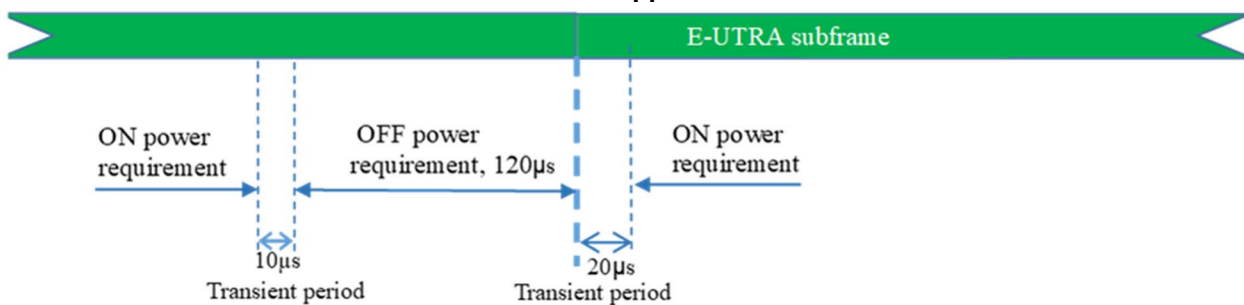 E-UTRA subframe
ON power
requirement
OFF power
requirement, 120µs
ON power
requirement
10µs
Transient period
20µs
Transient period